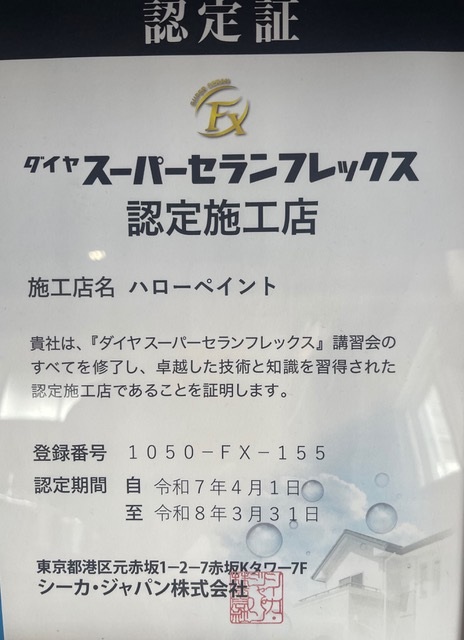 認定証
FX
ダイヤ スーパーセランフレックス
認定施工店
施工店名 ハローペイント
貴社は、『ダイヤ スーパーセランフレックス』講習会の
すべてを修了し、卓越した技術と知識を習得された
認定施工店であることを証明します。
登録番号 1050-FX-155
認定期間 自 令和7年4月1日
至 令和8年3月31日
東京都港区元赤坂1-2-7赤坂Kタワー7F
シーカ・ジャパン株式会社